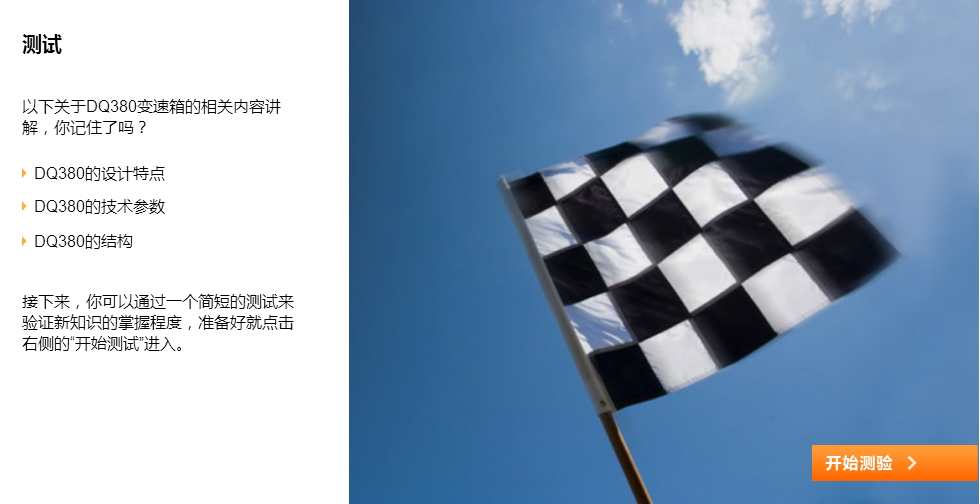 测试
以下关于DQ380变速箱的相关内容讲
解，你记住了吗？
DQ380的设计特点
DQ380的技术参数
DQ380的结构
接下来，你可以通过一个简短的测试来
验证新知识的掌握程度，准备好就点击
右侧的“开始测试”进入。
开始测验